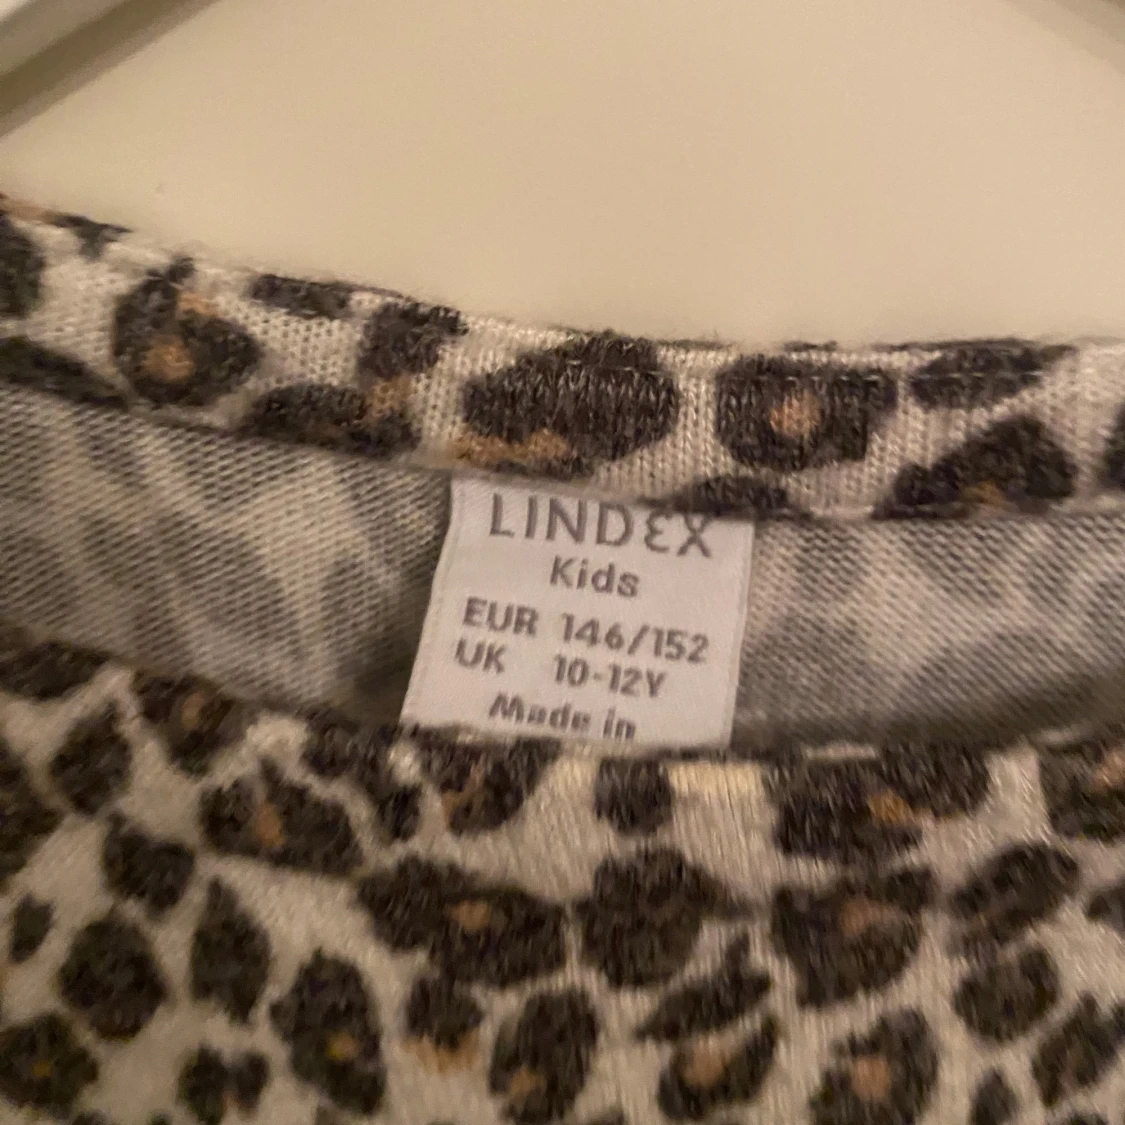 LINDEX
Kids
EUR 146/152
UK 10-12Y
Made in